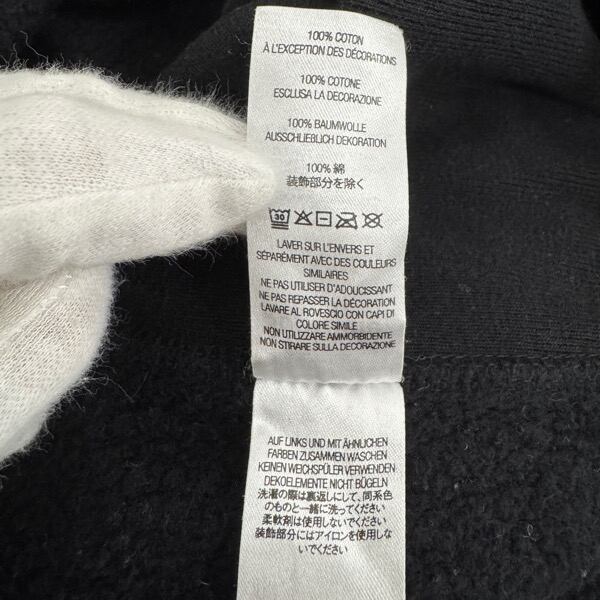 100% COTON
À L'EXCEPTION DES DÉCORATIONS
100% COTONE
ESCLUSA LA DECORAZIONE
100% BAUMWOLLE
AUSSCHLIEßLICH DEKORATION
100% 綿
装飾部分を除く
30
LAVER SUR L'ENVERS ET
SÉPARÉMENT AVEC DES COULEURS
SIMILAIRES
NE PAS UTILISER D'ADOUCISSANT
NE PAS REPASSER LA DÉCORATION
LAVARE AL ROVESCIO CON CAPI DI
COLORE SIMILE
NON UTILIZZARE AMMORBIDENTE
NON STIRARE SULLA DECORAZIONE
AUF LINKS UND MIT ÄHNLICHEN
FARBEN ZUSAMMEN WASCHEN
KEINEN WEICHSPÜLER VERWENDEN
DEKOELEMENTE NICHT BÜGELN
洗濯の際は裏返しにして、同系色
のものと一緒に洗ってください
柔軟剤は使用しないでください
装飾部分にはアイロンを使用しな
いでください